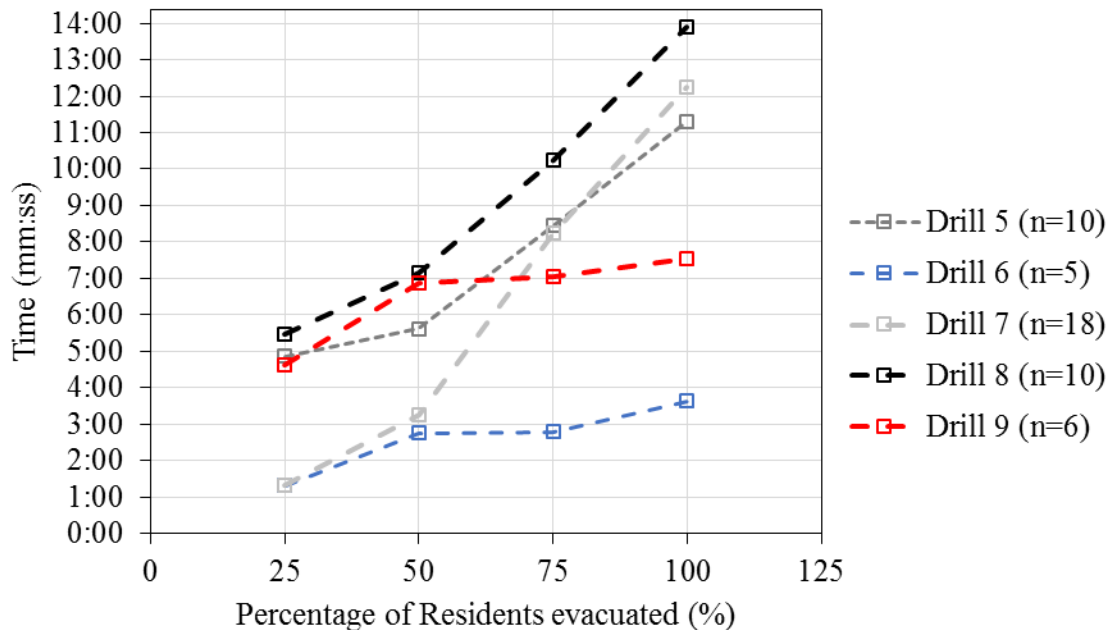 14:00
13:00
12:00
11:00
10:00
9:00
8:00
7:00
6:00
5:00
4:00
3:00
2:00
1:00
0:00
Time (mm:ss)
0 25 50 75 100 125
Percentage of Residents evacuated (%)
Drill 5 (n=10)
Drill 6 (n=5)
Drill 7 (n=18)
Drill 8 (n=10)
Drill 9 (n=6)